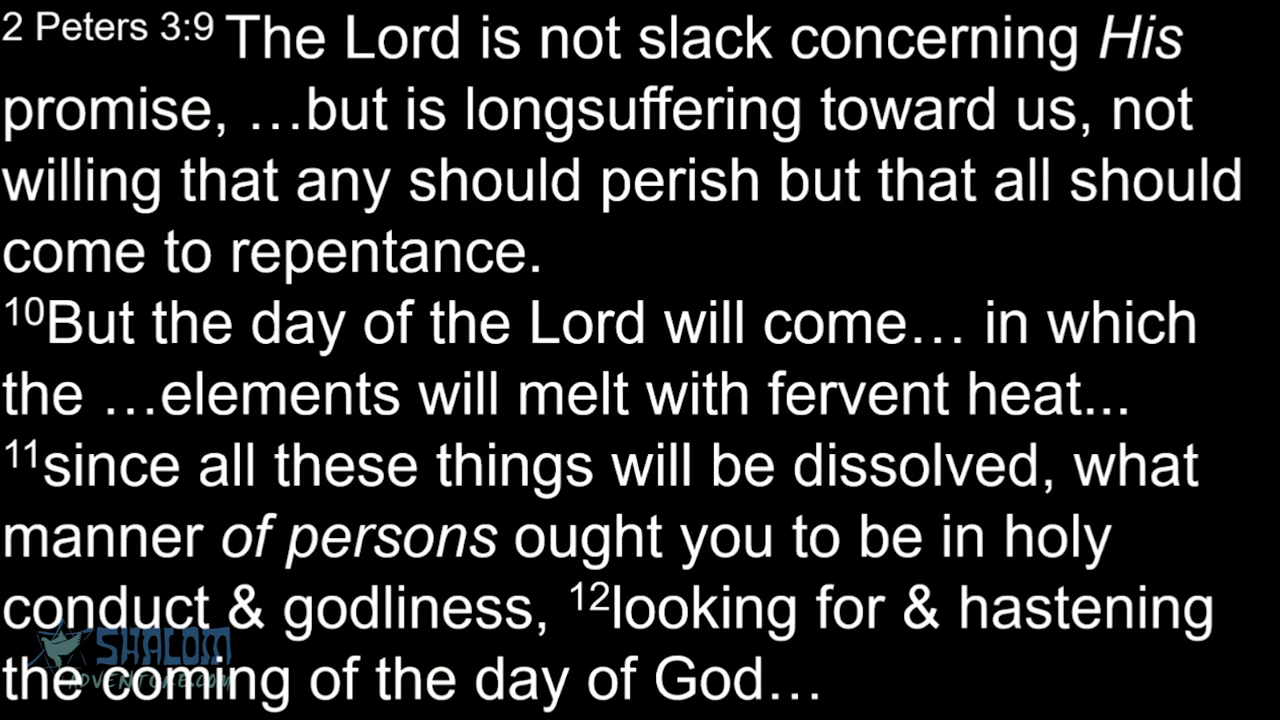 2 Peters 3:9 The Lord is not slack concerning His
promise, …but is longsuffering toward us, not
willing that any should perish but that all should
come to repentance.
10But the day of the Lord will come… in which
the …elements will melt with fervent heat...
11since all these things will be dissolved, what
manner of persons ought you to be in holy
conduct & godliness, 12looking for & hastening
the coming of the day of God…
SHALOM
ADVENTURE.COM